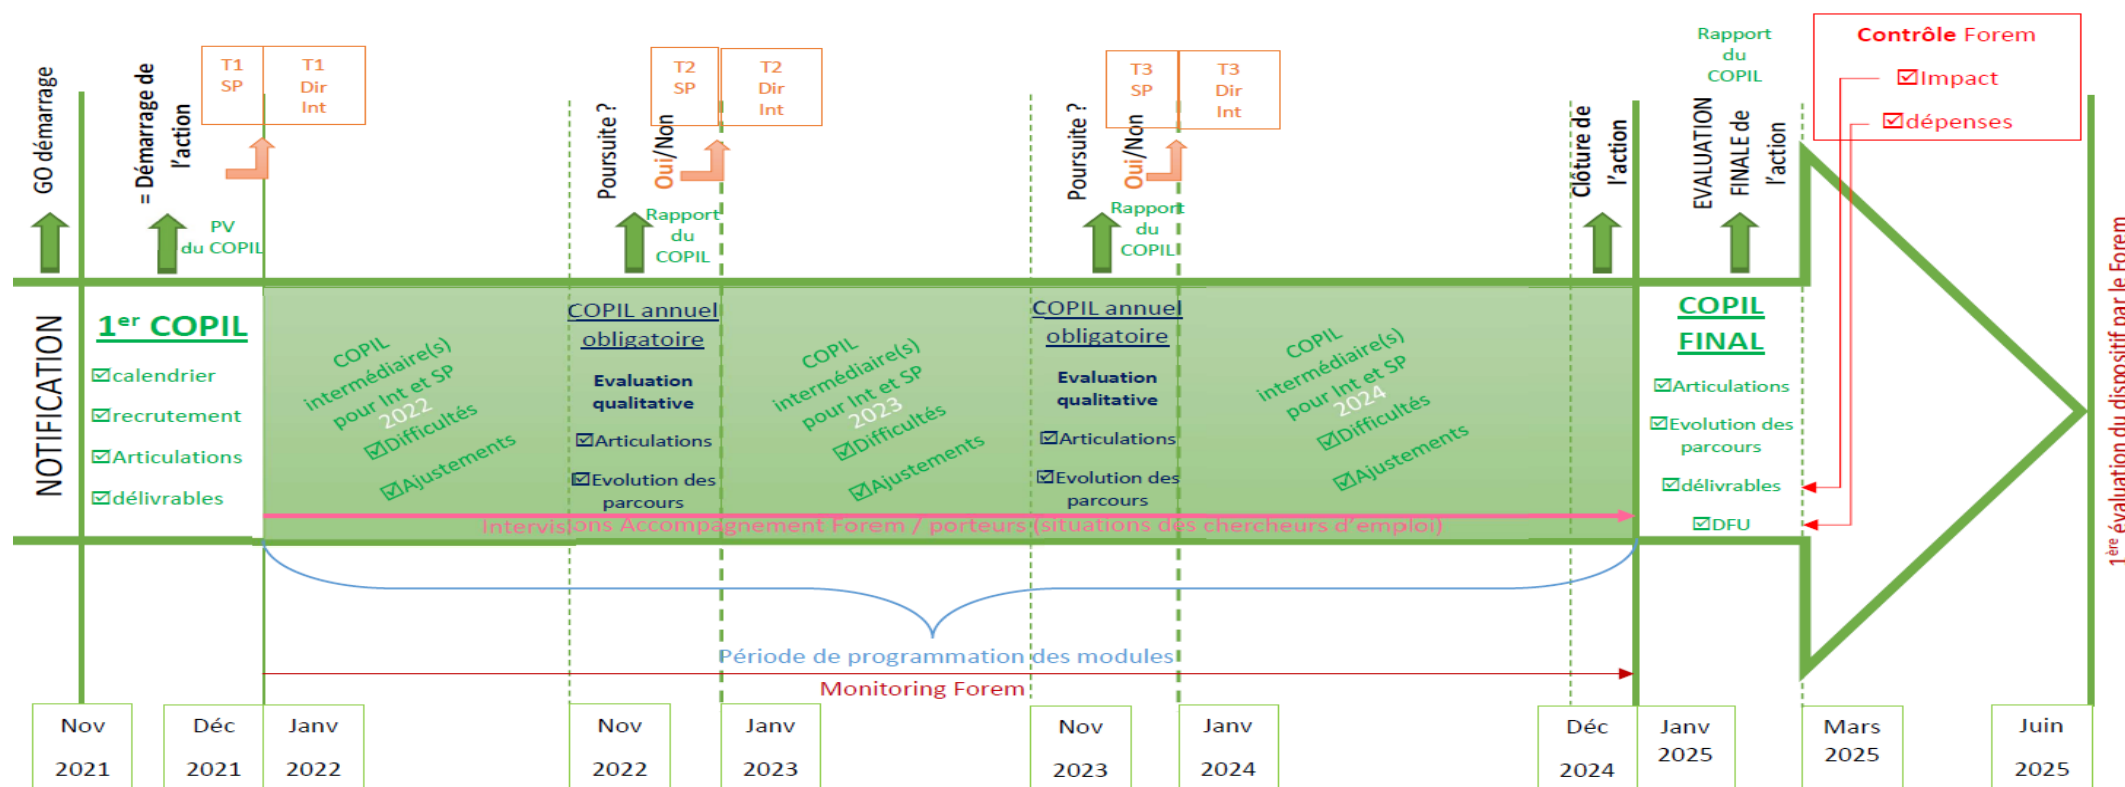 GO démarrage
= Démarrage de
l’action
T1
SP
T1
Dir
Int
PV
du COPIL
Poursuite ?
Oui/Non
T2
SP
T2
Dir
Int
Rapport
du
COPIL
Poursuite ?
Oui/Non
T3
SP
T3
Dir
Int
Rapport
du
COPIL
Clôture de
l’action
EVALUATION
FINALE de
l’action
Rapport
du
COPIL
Contrôle Forem
☑Impact
☑dépenses
NOTIFICATION
1er COPIL
☑calendrier
☑recrutement
☑Articulations
☑délivrables
COPIL
intermédiaire(s)
pour Int et SP
2022
☑Difficultés
☑Ajustements
COPIL annuel
obligatoire
Evaluation
qualitative
☑Articulations
☑Evolution des
parcours
COPIL
intermédiaire(s)
pour Int et SP
2023
☑Difficultés
☑Ajustements
COPIL annuel
obligatoire
Evaluation
qualitative
☑Articulations
☑Evolution des
parcours
COPIL
intermédiaire(s)
pour Int et SP
2024
☑Difficultés
☑Ajustements
COPIL
FINAL
☑Articulations
☑Evolution des
parcours
☑délivrables
☑DFU
1ère évaluation du dispositif par le Forem
Intervisions Accompagnement Forem / porteurs (situations des chercheurs d’emploi)
Période de programmation des modules
Monitoring Forem
Nov
2021
Déc
2021
Janv
2022
Nov
2022
Janv
2023
Nov
2023
Janv
2024
Déc
2024
Janv
2025
Mars
2025
Juin
2025